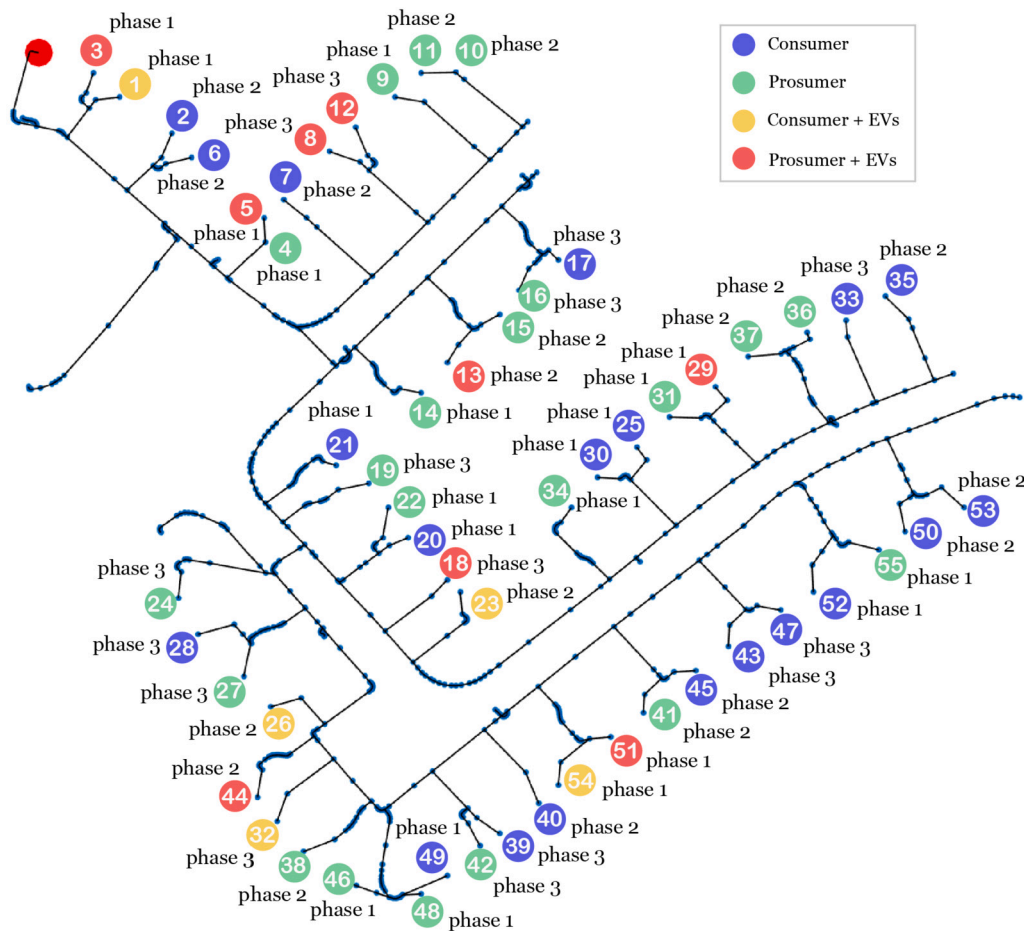 phase 1
3
phase 1
1
phase 2
2
6
phase 2
phase 3
12
phase 3
8
phase 1
9
phase 2
11
10
phase 2
7
phase 2
5
phase 1
4
phase 1
Consumer
Prosumer
Consumer + EVs
Prosumer + EVs
phase 3
17
16
phase 3
15
phase 2
13
phase 2
14
phase 1
phase 2
35
phase 3
33
phase 2
36
phase 2
37
phase 1
29
phase 1
31
phase 1
25
phase 1
30
34
phase 1
phase 1
21
19
phase 3
22
phase 1
20
phase 1
18
phase 3
23
phase 2
phase 3
24
phase 3
28
phase 3
27
phase 2
26
phase 2
44
32
phase 3
38
phase 2
46
phase 1
phase 1
49
48
phase 1
42
phase 3
39
phase 3
40
phase 2
54
phase 1
51
phase 1
45
phase 2
41
phase 2
47
phase 3
43
phase 3
52
phase 1
55
phase 1
phase 2
53
50
phase 2